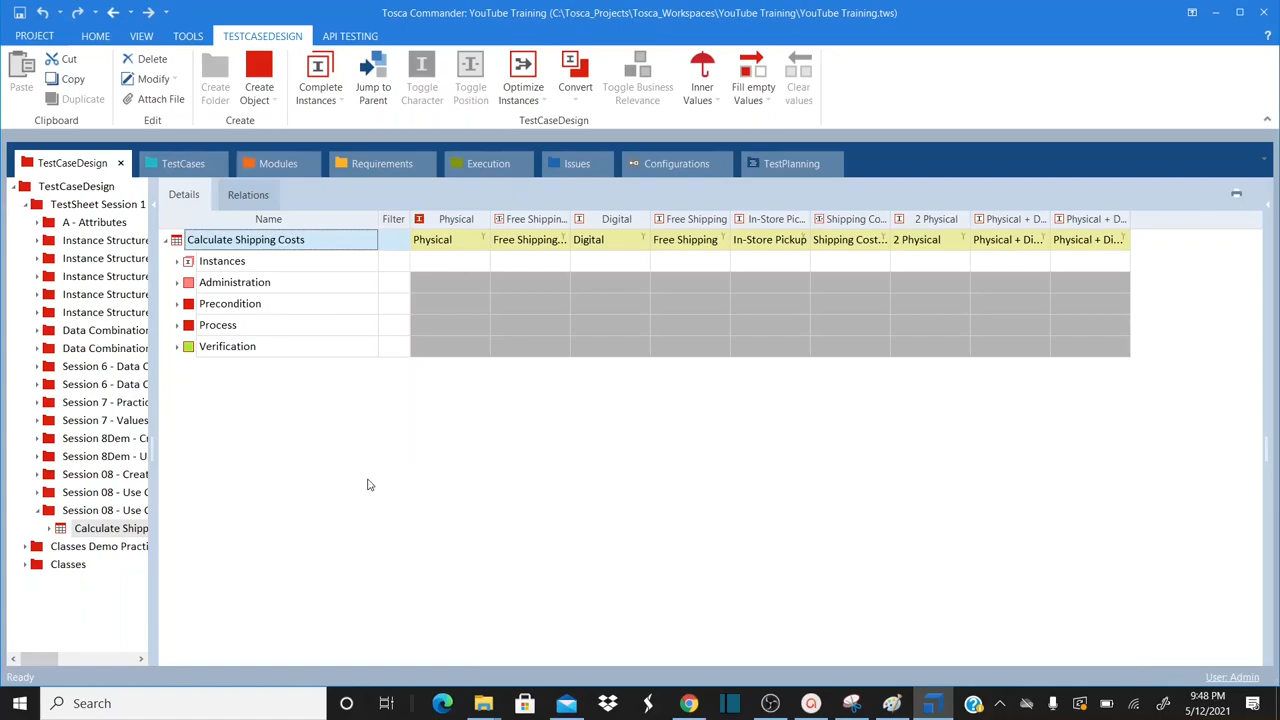 Tosca Commander: YouTube Training (C:\Tosca_Projects\Tosca_Workspaces\YouTube Training\YouTube Training.tws)
PROJECT HOME VIEW TOOLS TESTCASEDESIGN API TESTING
Paste
Cut
Copy
Duplicate
Clipboard
Delete
Modify
Attach File
Edit
Create Folder
Create Object
Create
Complete Instances
Jump to Parent
Toggle Character
Toggle Position
Optimize Instances
Convert
Toggle Business Relevance
Inner Values
Fill empty Values
Clear values
TestCaseDesign
TestCaseDesign TestCases Modules Requirements Execution Issues Configurations TestPlanning
TestCaseDesign
TestSheet Session 1
A - Attributes
Instance Structure
Instance Structure
Instance Structure
Instance Structure
Instance Structure
Data Combination
Data Combination
Session 6 - Data C
Session 6 - Data C
Session 7 - Practic
Session 7 - Values
Session 8Dem - Cr
Session 8Dem - U
Session 08 - Creat
Session 08 - Use C
Session 08 - Use C
Calculate Shipp
Classes Demo Practi
Classes
Details Relations
Name Filter Physical Free Shippin... Digital Free Shipping In-Store Pic... Shipping Co... 2 Physical Physical + D... Physical + D...
Calculate Shipping Costs Physical Free Shipping... Digital Free Shipping In-Store Pickup Shipping Cost... 2 Physical Physical + Di... Physical + Di...
Instances
Administration
Precondition
Process
Verification
Ready User: Admin
Search
9:48 PM
5/12/2021